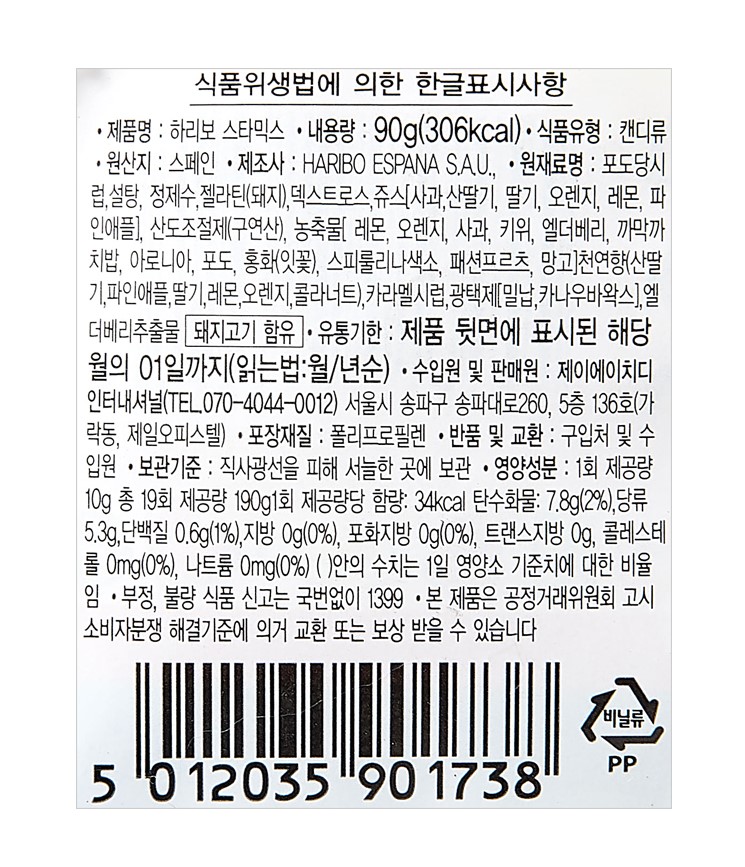 식품위생법에 의한 한글표시사항
•제품명 : 하리보 스타믹스 •내용량 : 90g(306kcal)•식품유형 : 캔디류
•원산지 : 스페인 •제조사 : HARIBO ESPANA S.A.U., •원재료명 : 포도당시
럽,설탕, 정제수,젤라틴(돼지),덱스트로스,쥬스[사과,산딸기, 딸기, 오렌지, 레몬, 파
인애플], 산도조절제(구연산), 농축물[ 레몬, 오렌지, 사과, 키위, 엘더베리, 까막까
치밥, 아로니아, 포도, 홍화(잇꽃), 스피룰리나색소, 패션프르츠, 망고]천연향(산딸
기,파인애플,딸기,레몬,오렌지,콜라너트),카라멜시럽,광택제[밀납,카나우바왁스],엘
더베리추출물 돼지고기 함유 •유통기한 : 제품 뒷면에 표시된 해당
월의 01일까지(읽는법:월/년순) •수입원 및 판매원 : 제이에이치디
인터내셔널(TEL.070-4044-0012) 서울시 송파구 송파대로260, 5층 136호(가
락동, 제일오피스텔) •포장재질 : 폴리프로필렌 •반품 및 교환 : 구입처 및 수
입원 •보관기준 : 직사광선을 피해 서늘한 곳에 보관 •영양성분 : 1회 제공량
10g 총 19회 제공량 190g1회 제공량당 함량: 34kcal 탄수화물: 7.8g(2%),당류
5.3g,단백질 0.6g(1%),지방 0g(0%), 포화지방 0g(0%), 트랜스지방 0g, 콜레스테
롤 0mg(0%), 나트륨 0mg(0%) ( )안의 수치는 1일 영양소 기준치에 대한 비율
임 •부정, 불량 식품 신고는 국번없이 1399 •본 제품은 공정거래위원회 고시
소비자분쟁 해결기준에 의거 교환 또는 보상 받을 수 있습니다
비닐류
PP
5 012035 901738